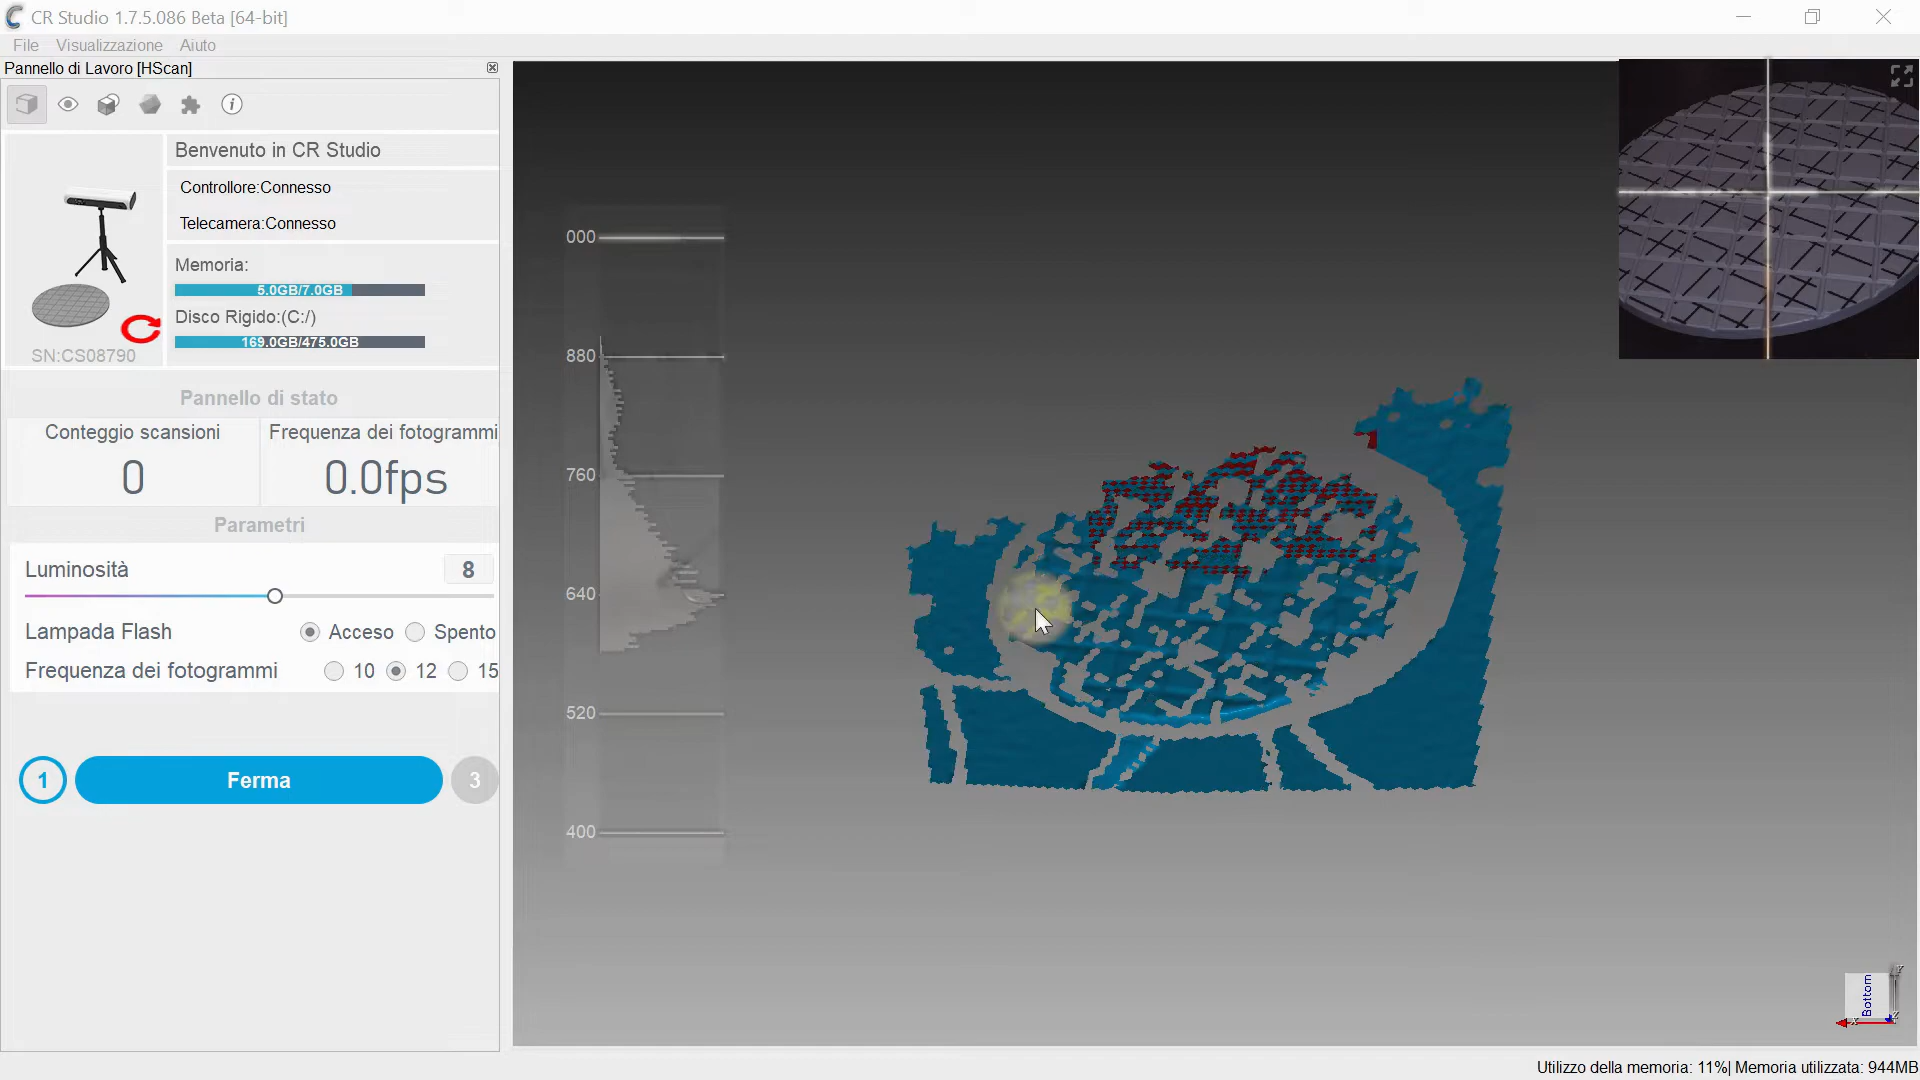 CR Studio 1.7.5.086 Beta [64-bit]
File Visualizzazione Aiuto
Pannello di Lavoro [HScan]
Benvenuto in CR Studio
Controllore:Connesso
Telecamera:Connesso
Memoria:
5.0GB/7.0GB
Disco Rigido:(C:/)
169.0GB/475.0GB
SN:CS08790
Pannello di stato
Conteggio scansioni
Frequenza dei fotogrammi
0
0.0fps
Parametri
Luminosità
8
Lampada Flash
Acceso
Spento
Frequenza dei fotogrammi
10
12
15
1
Ferma
3
000
880
760
640
520
400
Bottom
Y
X
Z
Utilizzo della memoria: 11%| Memoria utilizzata: 944MB